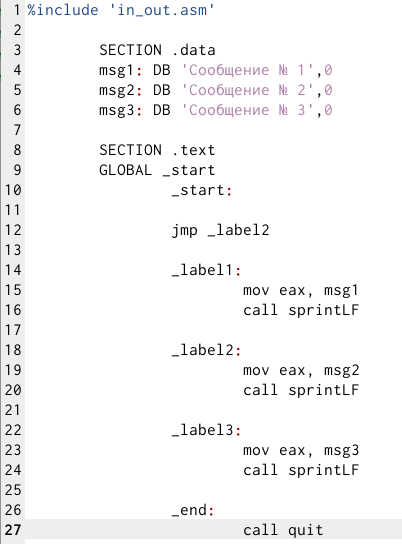 1 %include 'in_out.asm'
2
3 SECTION .data
4 msg1: DB 'Сообщение № 1',0
5 msg2: DB 'Сообщение № 2',0
6 msg3: DB 'Сообщение № 3',0
7
8 SECTION .text
9 GLOBAL _start
10 _start:
11
12 jmp _label2
13
14 _label1:
15 mov eax, msg1
16 call sprintLF
17
18 _label2:
19 mov eax, msg2
20 call sprintLF
21
22 _label3:
23 mov eax, msg3
24 call sprintLF
25
26 _end:
27 call quit